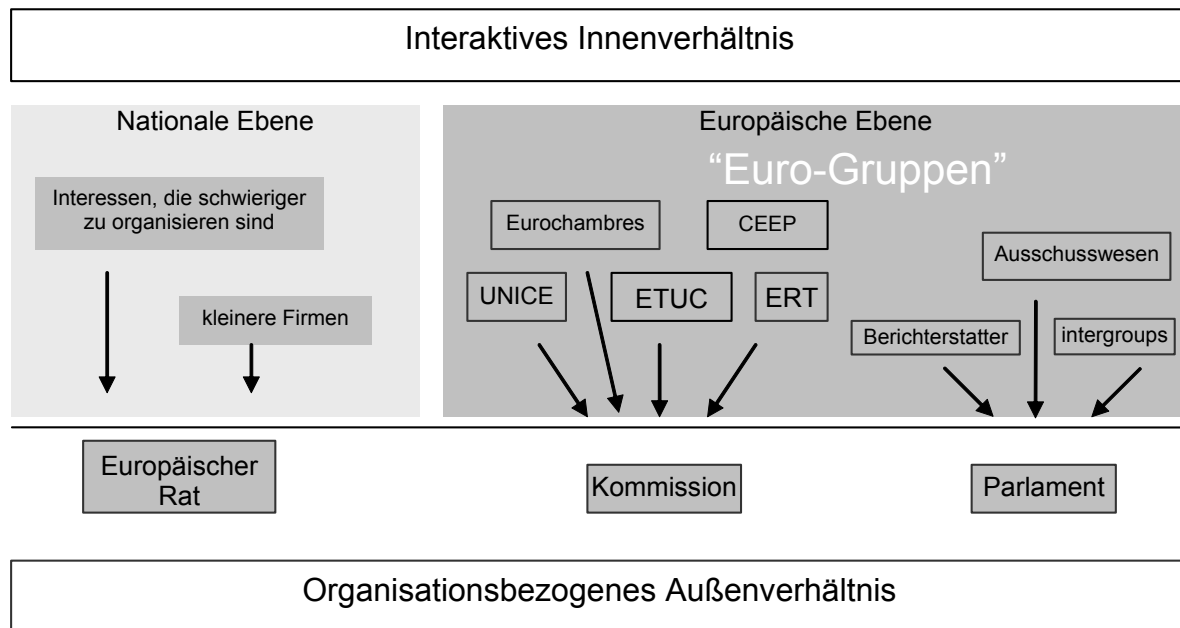 Interaktives Innenverhältnis
Nationale Ebene
Interessen, die schwieriger
zu organisieren sind
kleinere Firmen
Europäische Ebene
“Euro-Gruppen”
Eurochambres
CEEP
UNICE
ETUC
ERT
Ausschusswesen
Berichterstatter
intergroups
Europäischer
Rat
Kommission
Parlament
Organisationsbezogenes Außenverhältnis